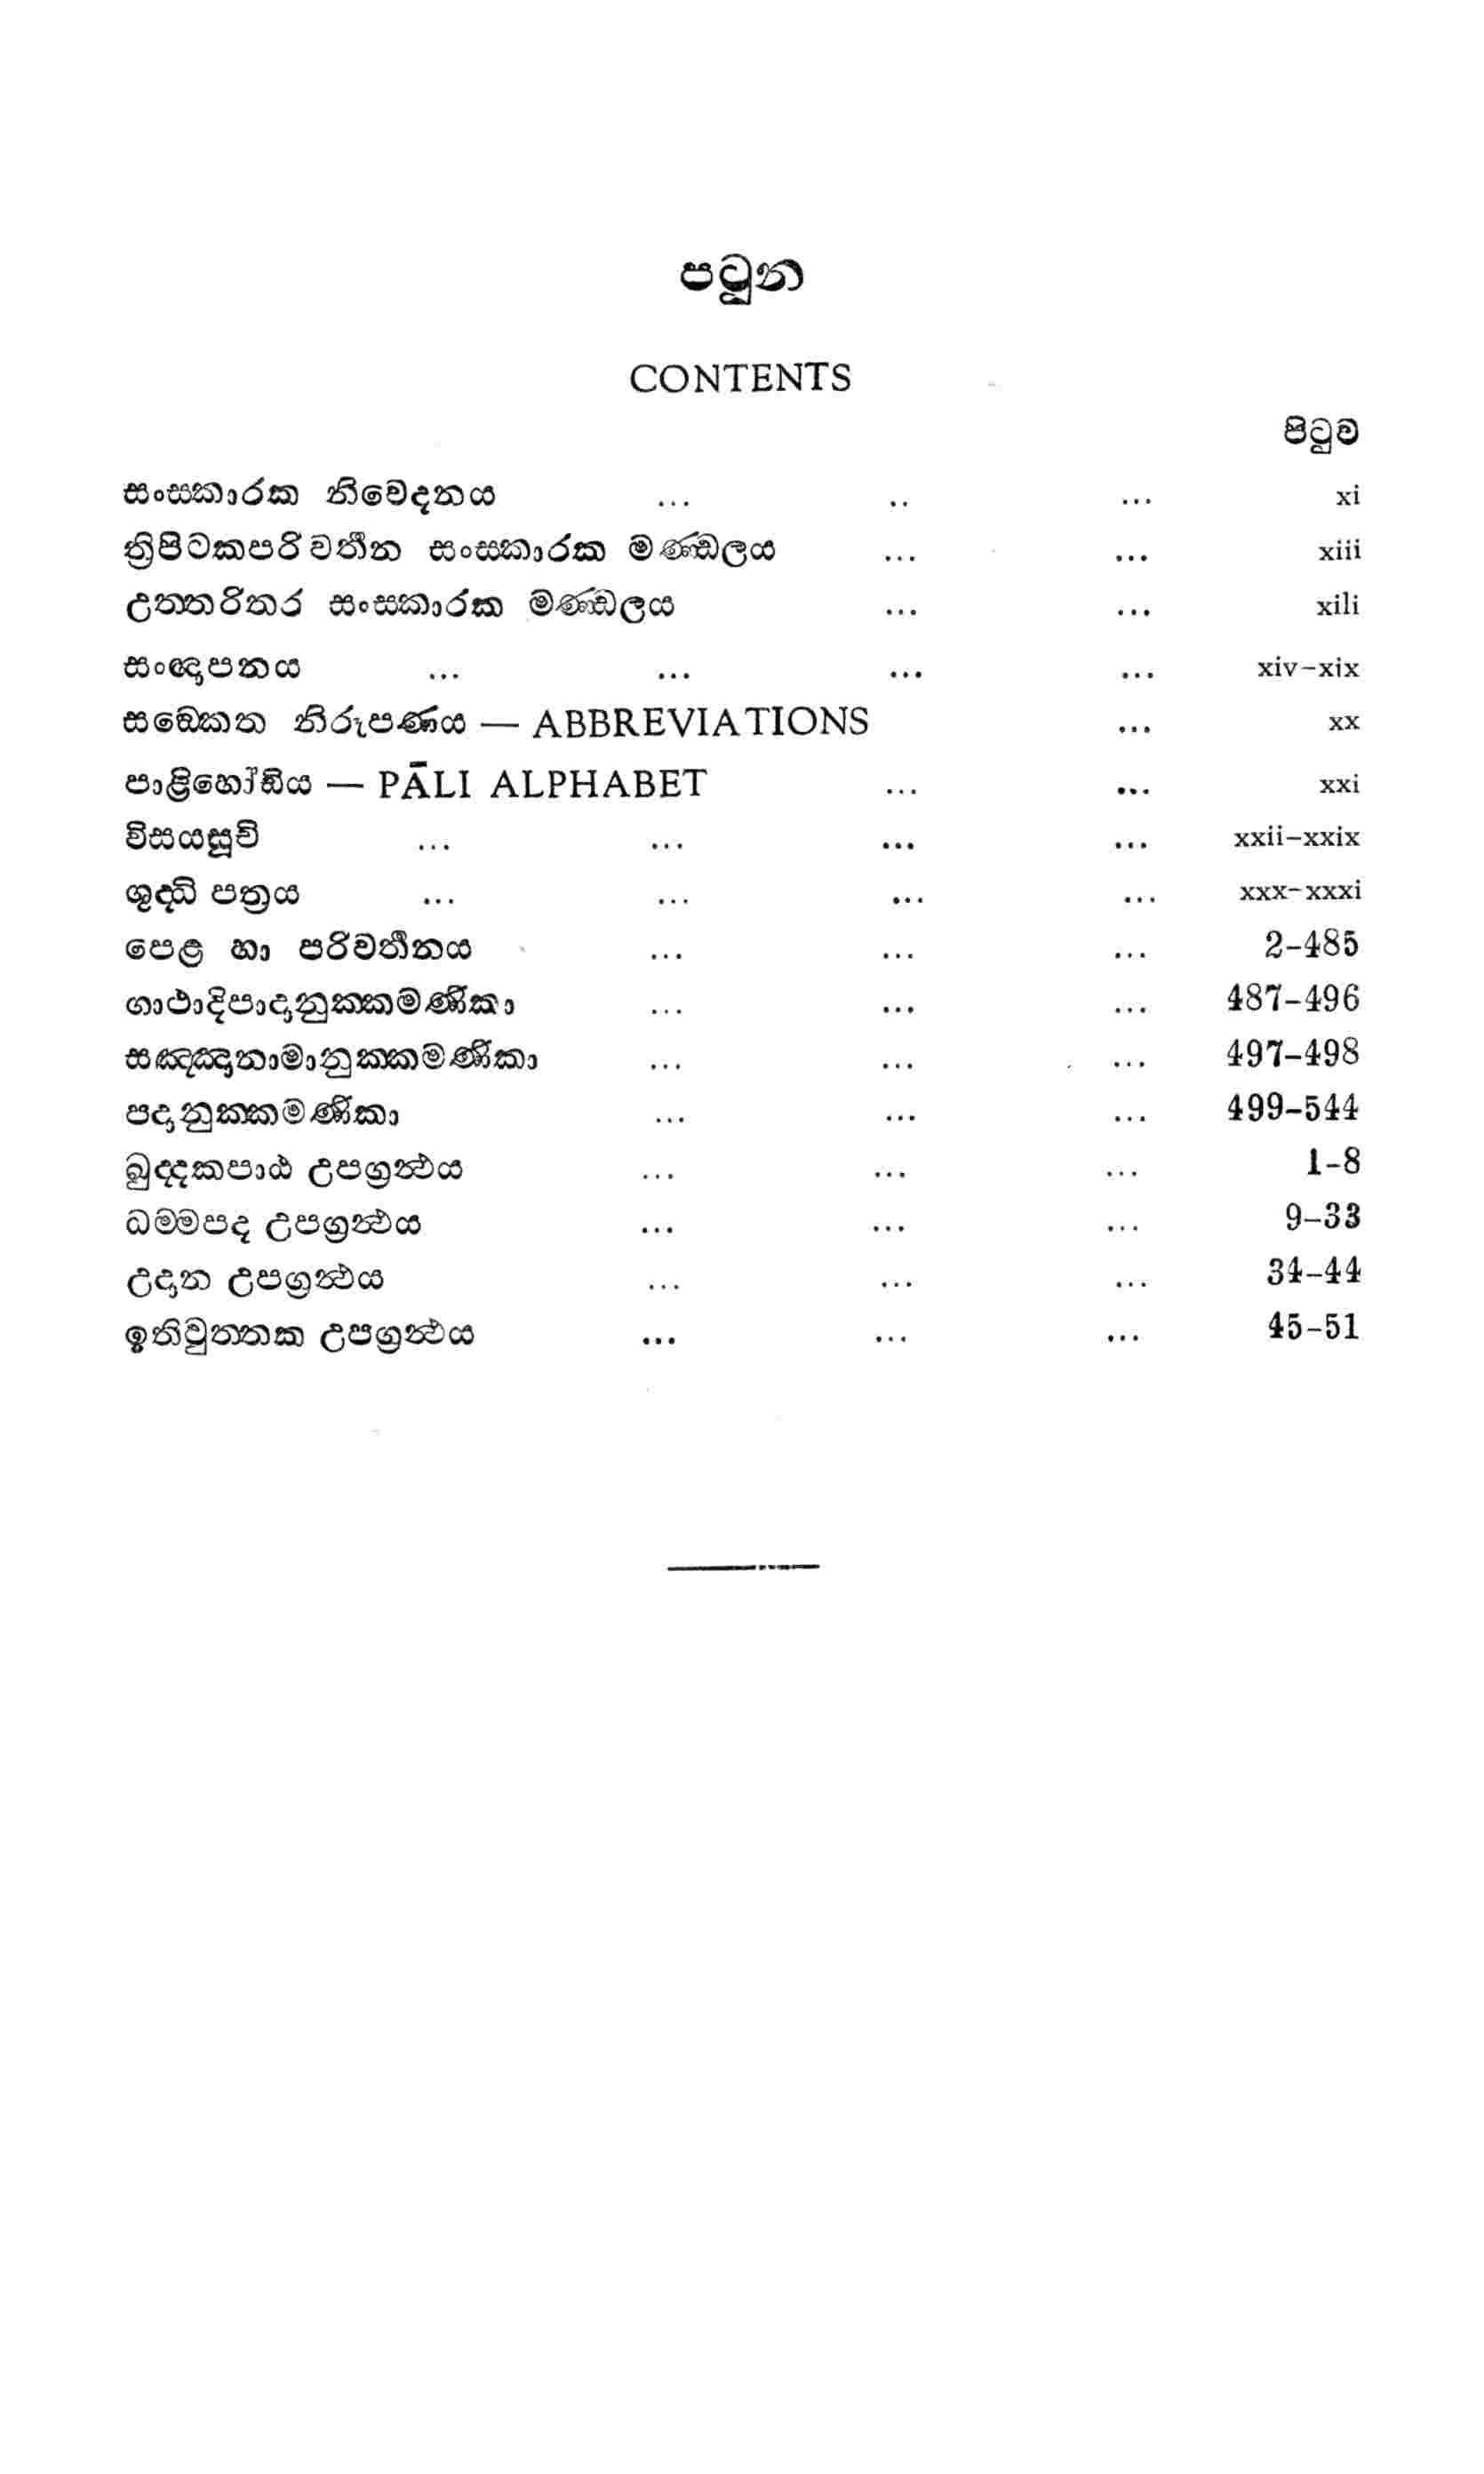 පටුන
CONTENTS
පිටුව
සංස්කාරක නිවේදනය ... .. ... xi
ත්‍රිපිටකපරිවර්තන සංස්කාරක මණ්ඩලය ... ... xiii
උත්තරිතර සංස්කාරක මණ්ඩලය ... ... xiii
සංඥාපනය ... ... ... ... xiv–xix
සඞ්කෙත නිරූපණය — ABBREVIATIONS ... xx
පාළිහෝඩිය — PĀLI ALPHABET ... ... xxi
විසයසූචි ... ... ... ... xxii–xxix
ශුද්ධි පත්‍රය ... ... ... ... xxx–xxxi
පෙළ හා පරිවර්තනය ... ... ... 2–485
ගාථාදිපාදානුක්කමණිකා ... ... ... 487–496
සඤ්ඤානාමානුක්කමණිකා ... ... ... 497–498
පදානුක්කමණිකා ... ... ... 499–544
ඛුද්දකපාඨ උපග්‍රන්ථය ... ... ... 1–8
ධම්මපද උපග්‍රන්ථය ... ... ... 9–33
උදාන උපග්‍රන්ථය ... ... ... 34–44
ඉතිවුත්තක උපග්‍රන්ථය ... ... ... 45–51